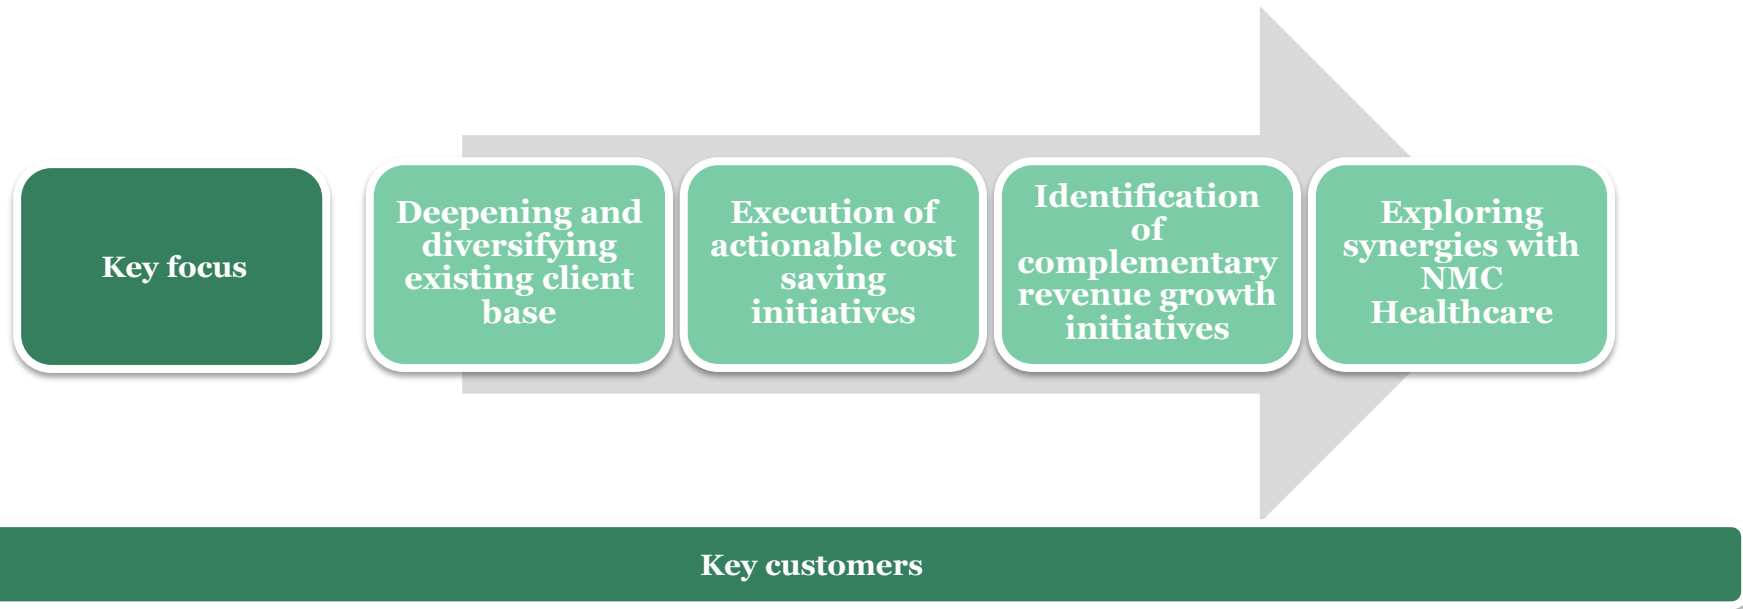 Key focus
Deepening and
diversifying
existing client
base
Execution of
actionable cost
saving
initiatives
Identification
of
complementary
revenue growth
initiatives
Exploring
synergies with
NMC
Healthcare
Key customers